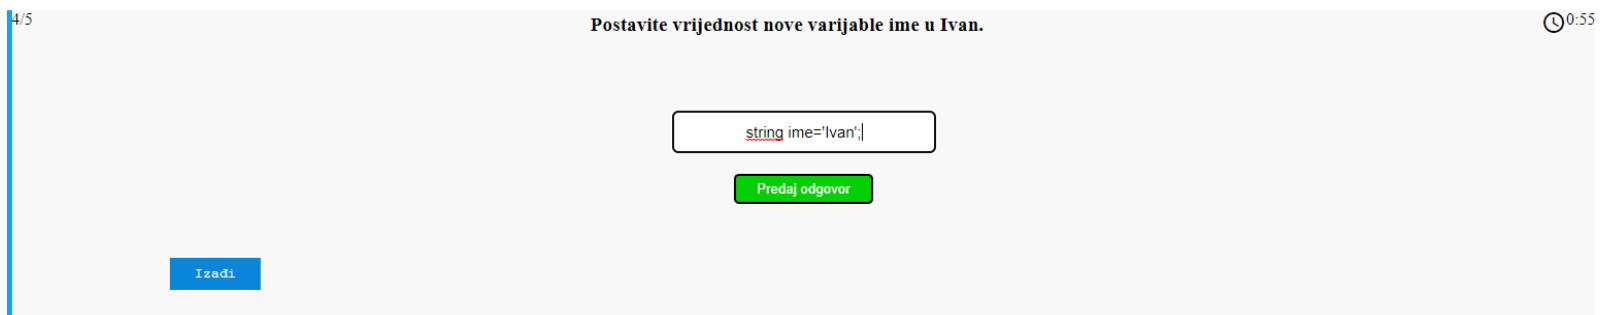 4/5
Postavite vrijednost nove varijable ime u Ivan.
0:55
string ime='Ivan';
Predaj odgovor
Izađi